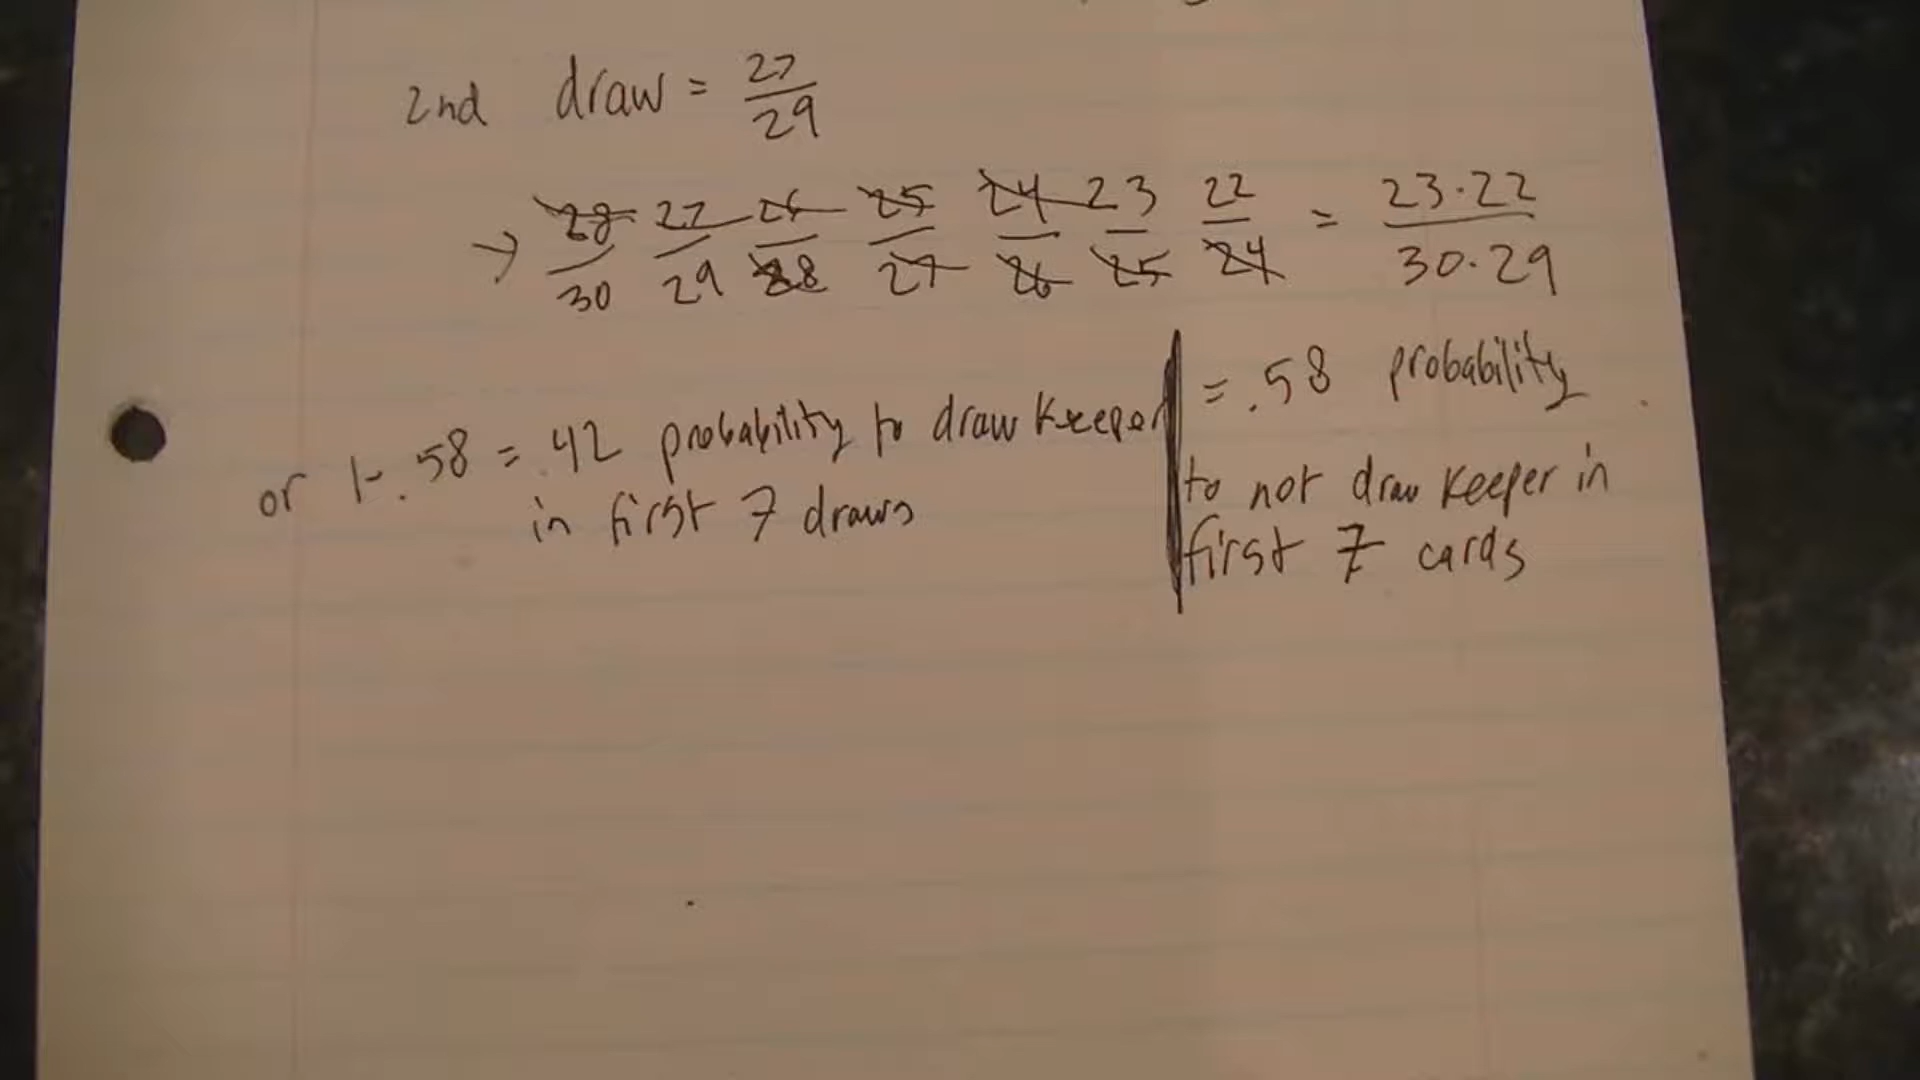 2nd draw = 27/29
→ 28/30 27/29 26/28 25/27 24/26 23/25 22/24 = 23·22/30·29
= .58 probability
to not draw keeper in
first 7 cards
or 1-.58 = .42 probability to draw keeper
in first 7 draws